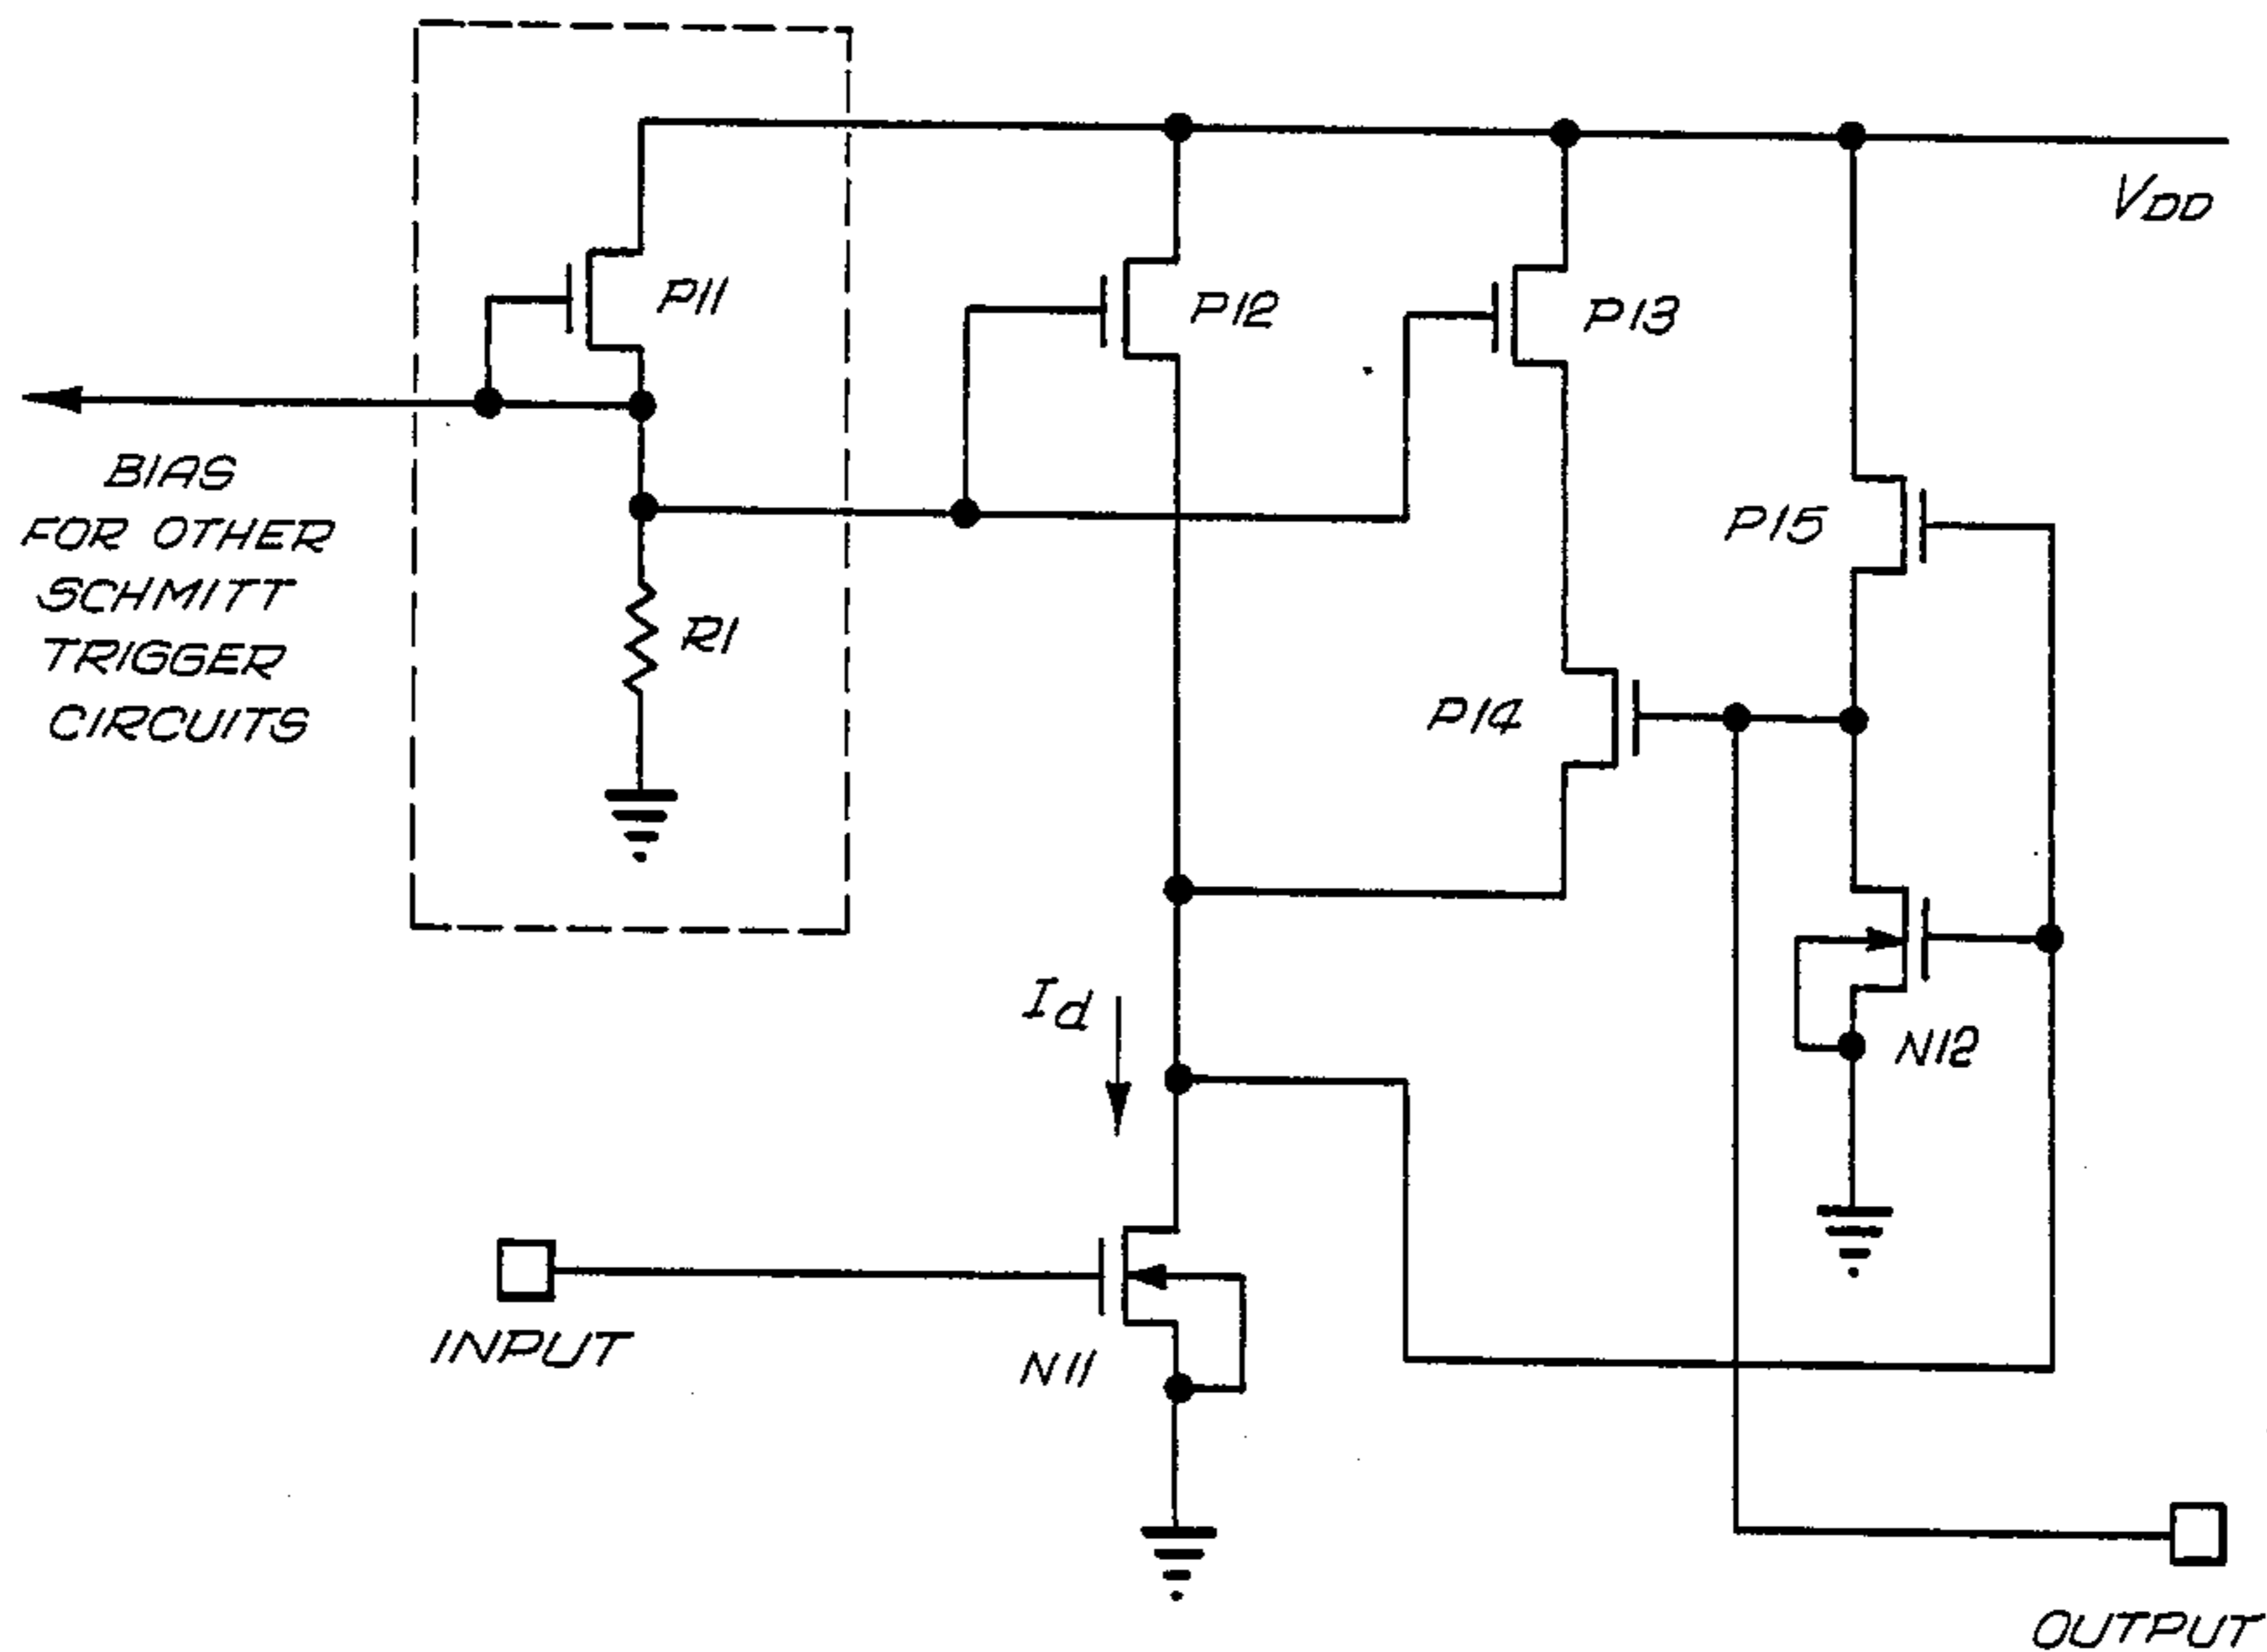 VDD
P11
P12
P13
BIAS
FOR OTHER
SCHMITT
TRIGGER
CIRCUITS
P15
R1
P14
Id
N12
INPUT
N11
OUTPUT